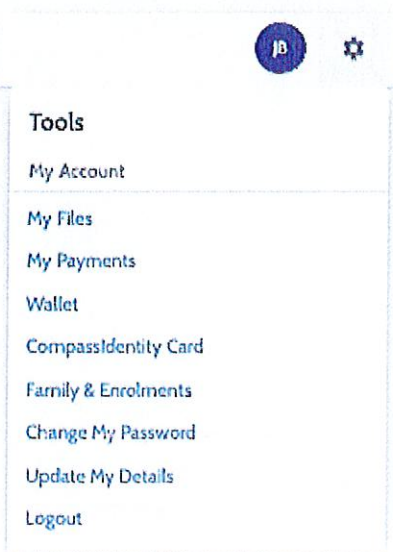 JB
Tools
My Account
My Files
My Payments
Wallet
CompassIdentity Card
Family & Enrolments
Change My Password
Update My Details
Logout